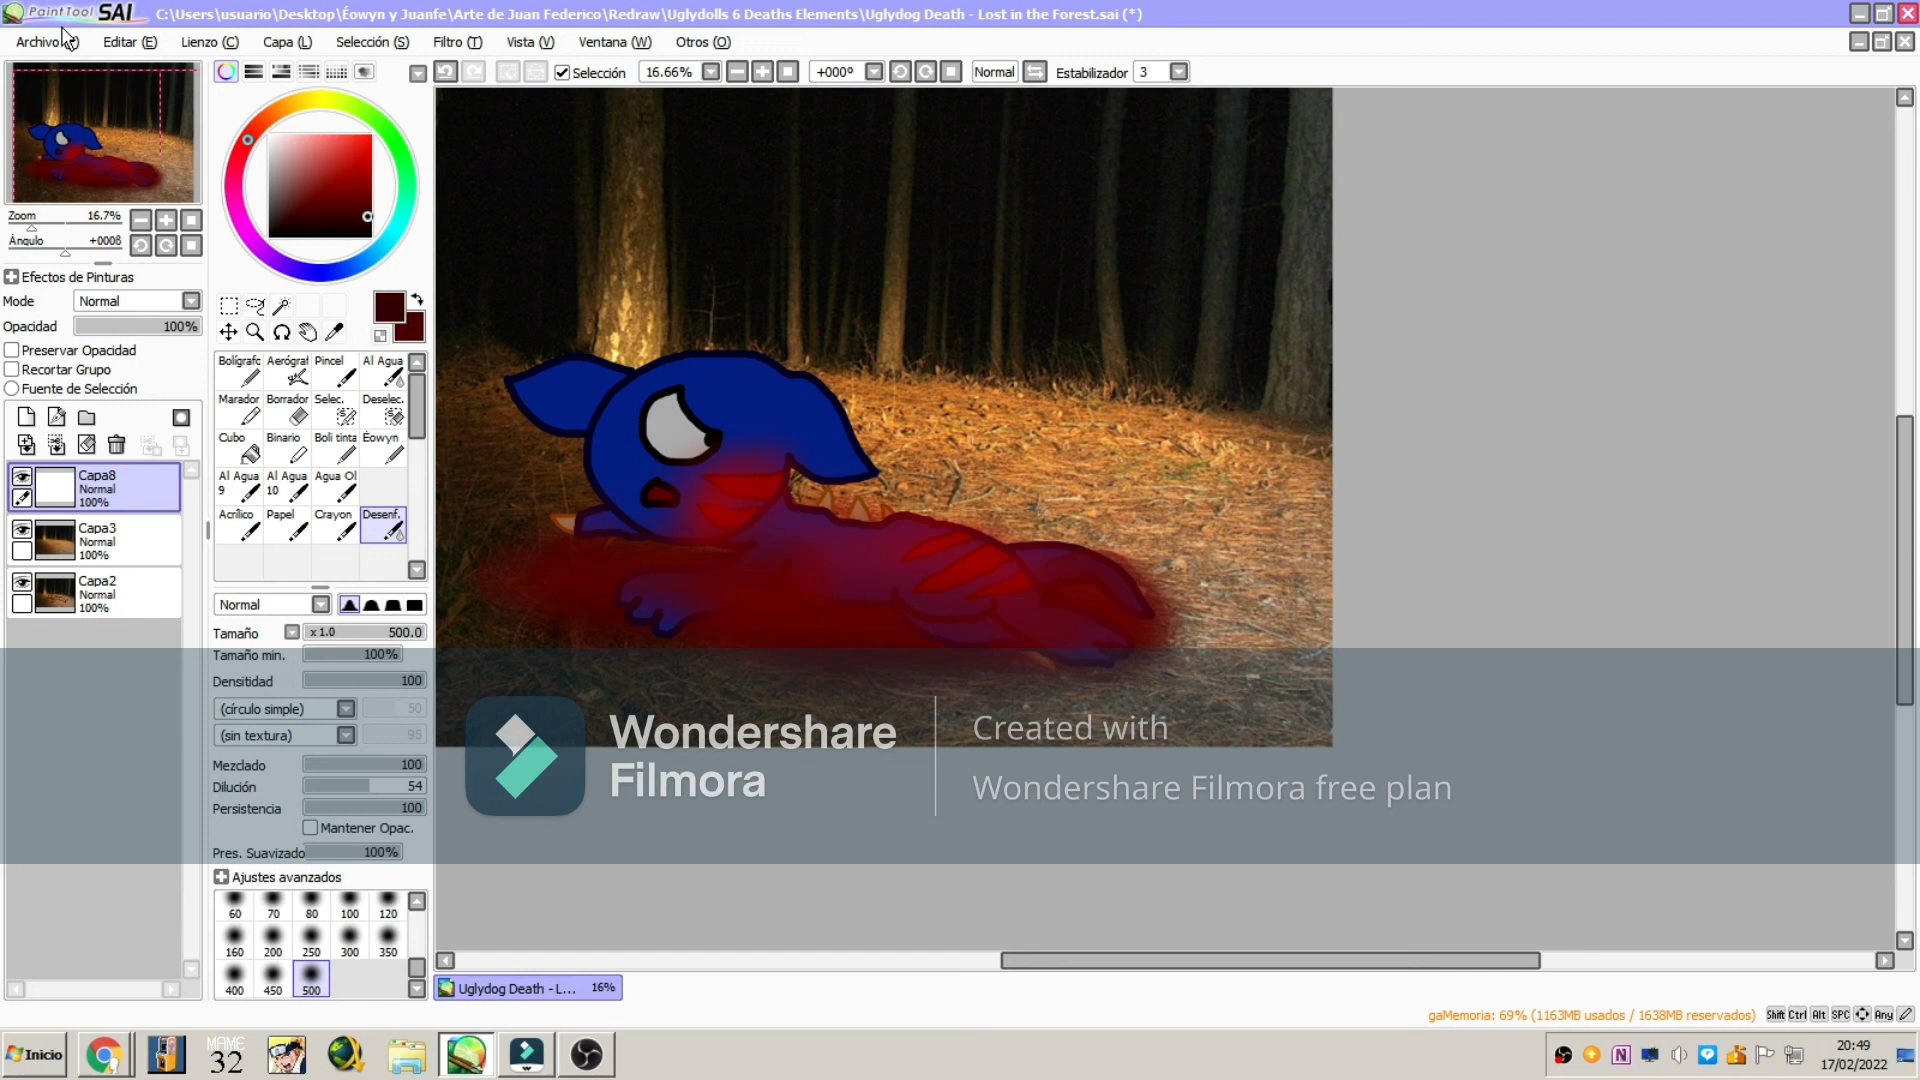 PaintTool SAI C:\Users\usuario\Desktop\Éowyn y Juanfe\Arte de Juan Federico\Redraw\Uglydolls 6 Deaths Elements\Uglydog Death - Lost in the Forest.sai (*)
Archivo Editar (E) Lienzo (C) Capa (L) Selección (S) Filtro (T) Vista (V) Ventana (W) Otros (O)
Selección 16.66% +000º Normal Estabilizador 3
Zoom 16.7%
Ángulo +000
Efectos de Pinturas
Mode Normal
Opacidad 100%
Preservar Opacidad
Recortar Grupo
Fuente de Selección
Capa8
Normal
100%
Capa3
Normal
100%
Capa2
Normal
100%
Bolígrafc Aerógraf Pincel Al Agua
Marador Borrador Selec. Deselec.
Cubo Binario Boli tinta Éowyn
Al Agua 9 Al Agua 10 Agua Ol
Acrílico Papel Crayon Desenf.
Normal
Tamaño x 1.0 500.0
Tamaño min. 100%
Densitidad 100
(círculo simple) 50
(sin textura) 95
Mezclado 100
Dilución 54
Persistencia 100
Mantener Opac.
Pres. Suavizado 100%
Ajustes avanzados
60 70 80 100 120
160 200 250 300 350
400 450 500
Wondershare
Filmora
Created with
Wondershare Filmora free plan
Uglydog Death - L... 16%
gaMemoria: 69% (1163MB usados / 1638MB reservados) Shift Ctrl Alt SPC Any
Inicio
MAME
32
N
20:49
17/02/2022